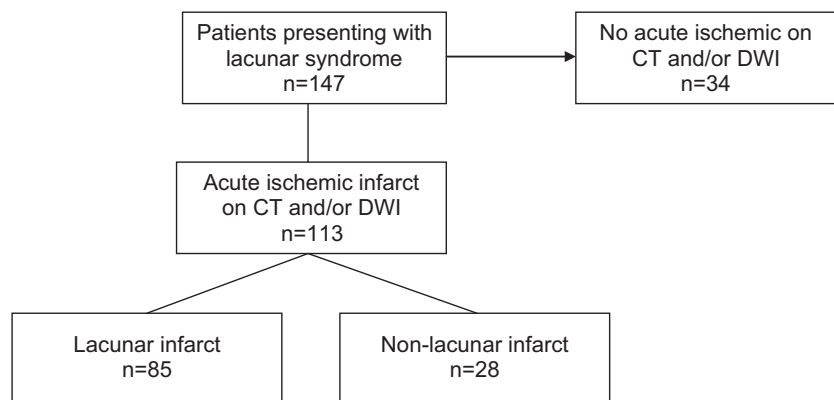 Patients presenting with
lacunar syndrome
n=147
No acute ischemic on
CT and/or DWI
n=34
Acute ischemic infarct
on CT and/or DWI
n=113
Lacunar infarct
n=85
Non-lacunar infarct
n=28